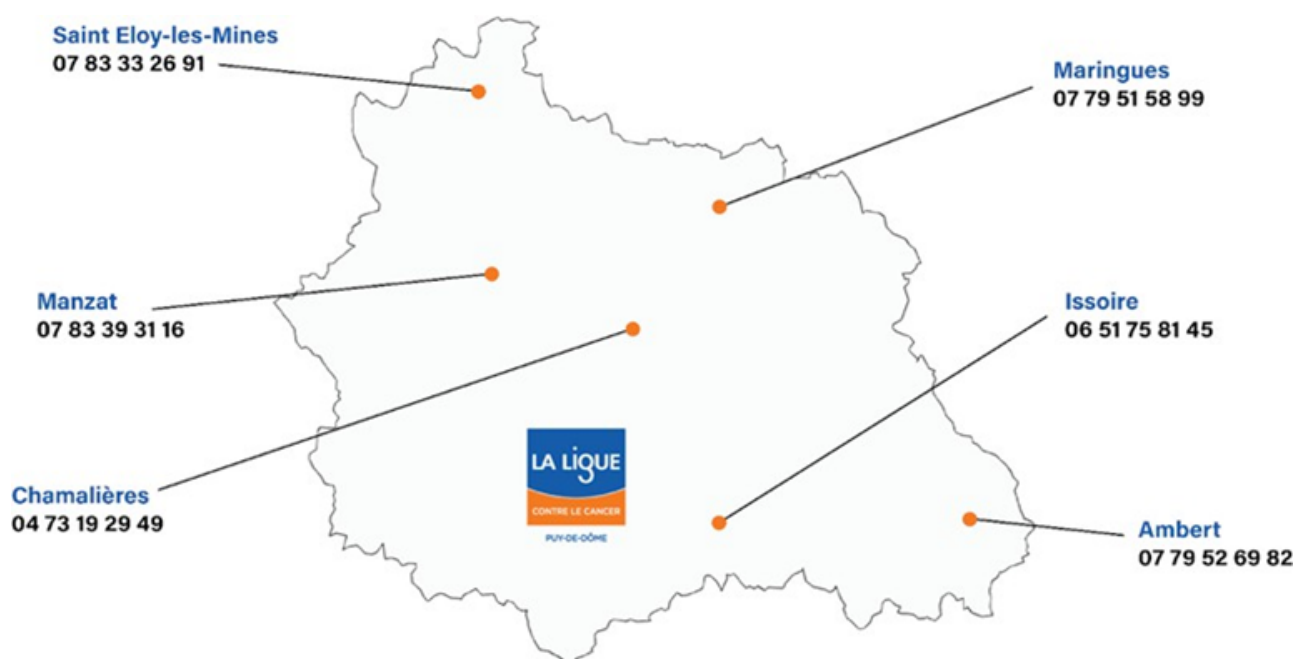 Saint Eloy-les-Mines
07 83 33 26 91
Maringues
07 79 51 58 99
Manzat
07 83 39 31 16
Issoire
06 51 75 81 45
Chamalières
04 73 19 29 49
LA LIGUE
CONTRE LE CANCER
PUY-DE-DÔME
Ambert
07 79 52 69 82